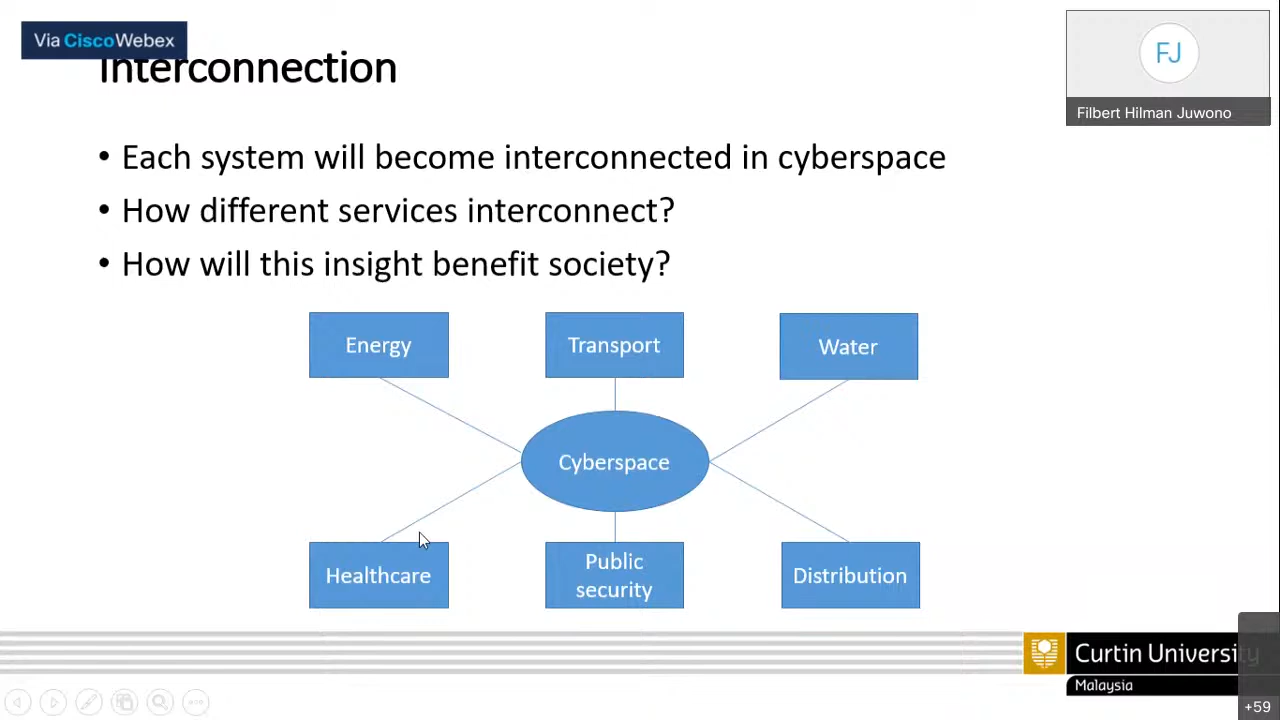 Via CiscoWebex
FJ
Filbert Hilman Juwono
Interconnection
• Each system will become interconnected in cyberspace
• How different services interconnect?
• How will this insight benefit society?
Energy
Transport
Water
Cyberspace
Healthcare
Public
security
Distribution
Curtin University
Malaysia
+59